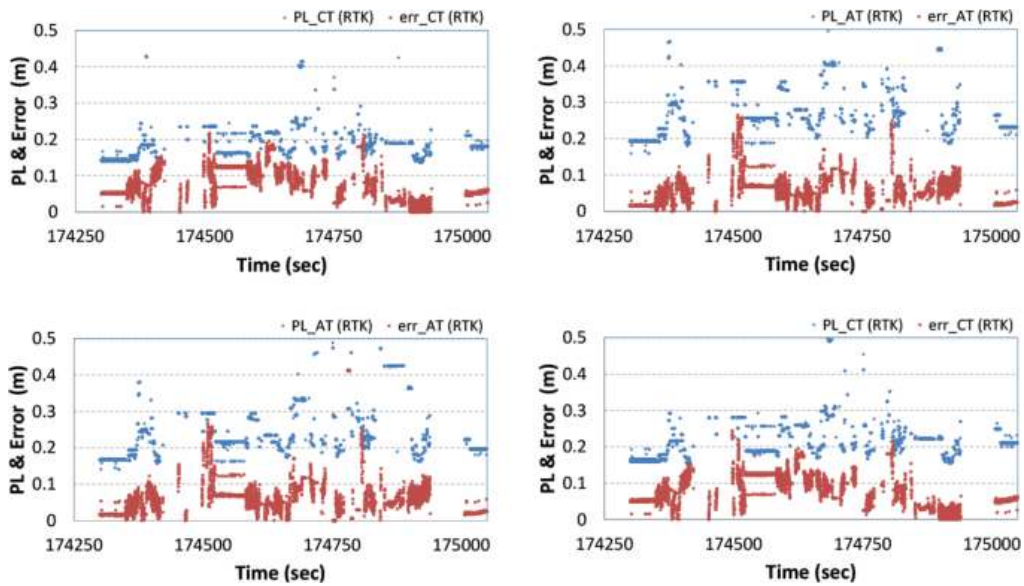 PL_CT (RTK) err_CT (RTK)
0.5
0.4
0.3
0.2
0.1
0
PL & Error (m)
174250 174500 174750 175000
Time (sec)
PL_AT (RTK) err_AT (RTK)
0.5
0.4
0.3
0.2
0.1
0
PL & Error (m)
174250 174500 174750 175000
Time (sec)
PL_AT (RTK) err_AT (RTK)
0.5
0.4
0.3
0.2
0.1
0
PL & Error (m)
174250 174500 174750 175000
Time (sec)
PL_CT (RTK) err_CT (RTK)
0.5
0.4
0.3
0.2
0.1
0
PL & Error (m)
174250 174500 174750 175000
Time (sec)